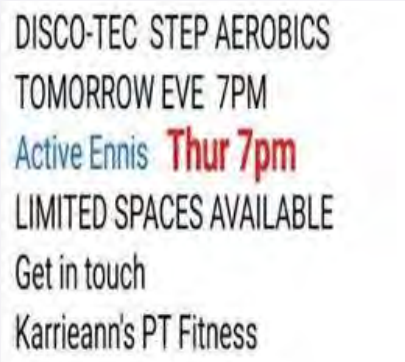 DISCO-TEC STEP AEROBICS
TOMORROW EVE 7PM
Active Ennis Thur 7pm
LIMITED SPACES AVAILABLE
Get in touch
Karrieann's PT Fitness